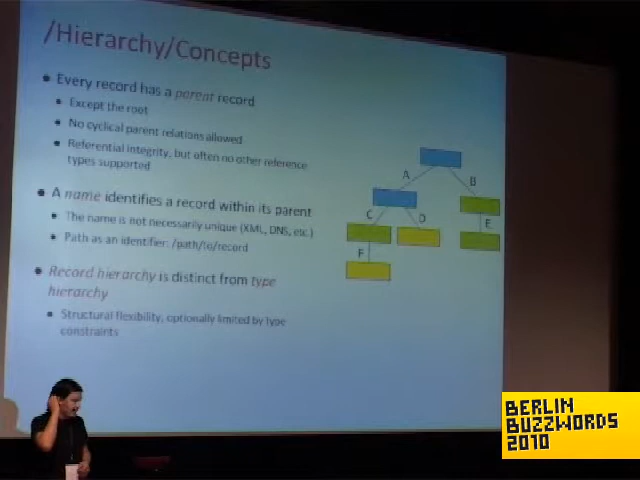 /Hierarchy/Concepts
Every record has a parent record
Except the root
No cyclical parent relations allowed
Referential integrity, but often no other reference
types supported
A name identifies a record within its parent
The name is not necessarily unique (XML, DNS, etc.)
Path as an identifier: /path/to/record
Record hierarchy is distinct from type
hierarchy
Structural flexibility, optionally limited by type
constraints
A
B
C
D
E
F
BERLIN
BUZZWORDS
2010